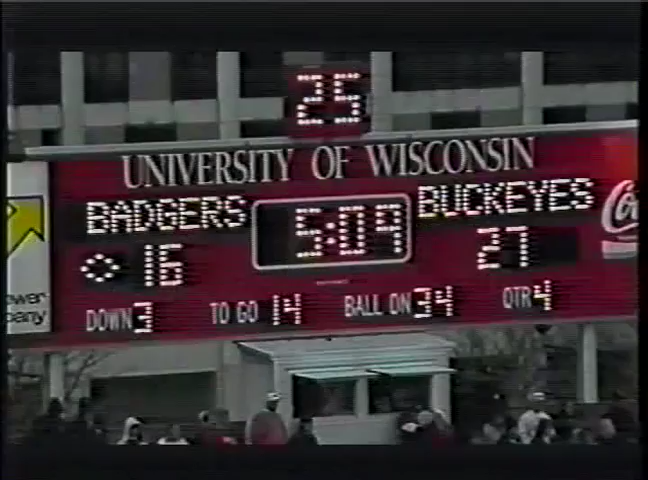 25
UNIVERSITY OF WISCONSIN
BADGERS 5:09 BUCKEYES
16 27
DOWN 3 TO GO 14 BALL ON 34 QTR 4